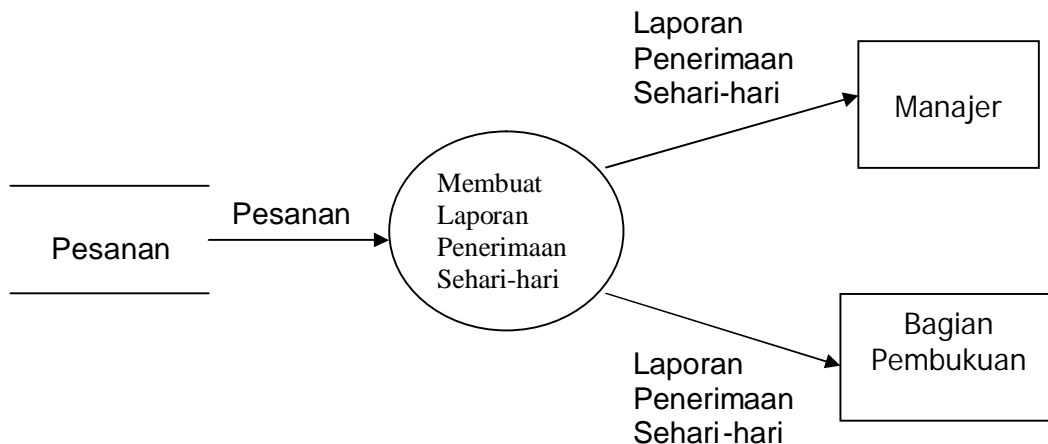 Pesanan
Pesanan
Membuat
Laporan
Penerimaan
Sehari-hari
Laporan
Penerimaan
Sehari-hari
Manajer
Laporan
Penerimaan
Sehari-hari
Bagian
Pembukuan